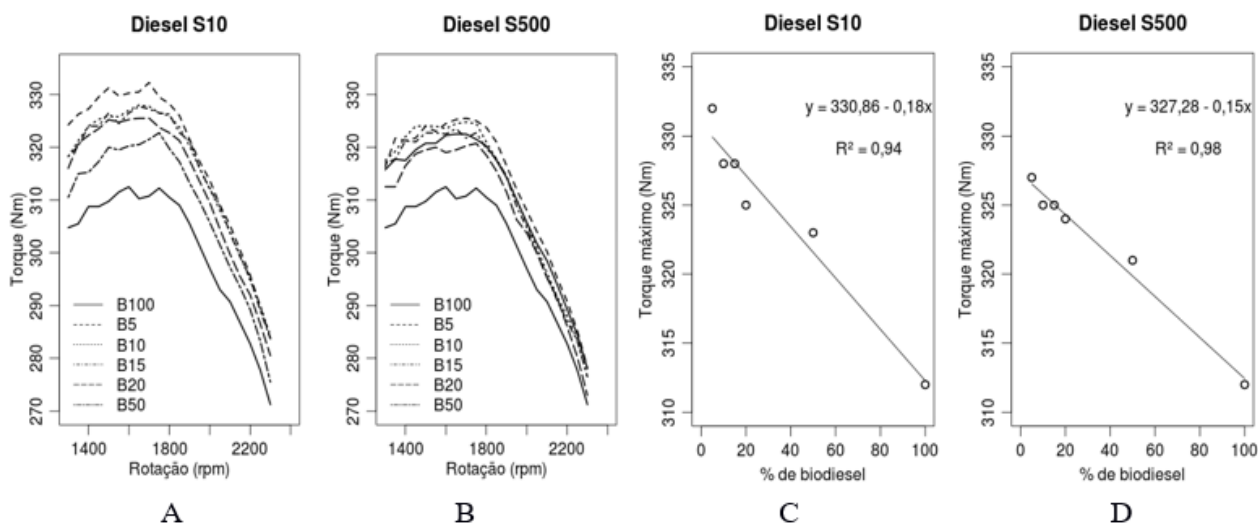 Diesel S10
Torque (Nm)
330
320
310
300
290
280
270
B100
B5
B10
B15
B20
B50
1400 1800 2200
Rotação (rpm)
A
Diesel S500
Torque (Nm)
330
320
310
300
290
280
270
B100
B5
B10
B15
B20
B50
1400 1800 2200
Rotação (rpm)
B
Diesel S10
Torque máximo (Nm)
335
330
325
320
315
310
y = 330,86 - 0,18x
R² = 0,94
0 20 40 60 80 100
% de biodiesel
C
Diesel S500
Torque máximo (Nm)
335
330
325
320
315
310
y = 327,28 - 0,15x
R² = 0,98
0 20 40 60 80 100
% de biodiesel
D